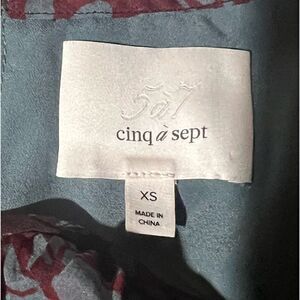 5à7
cinq à sept
XS
MADE IN
CHINA